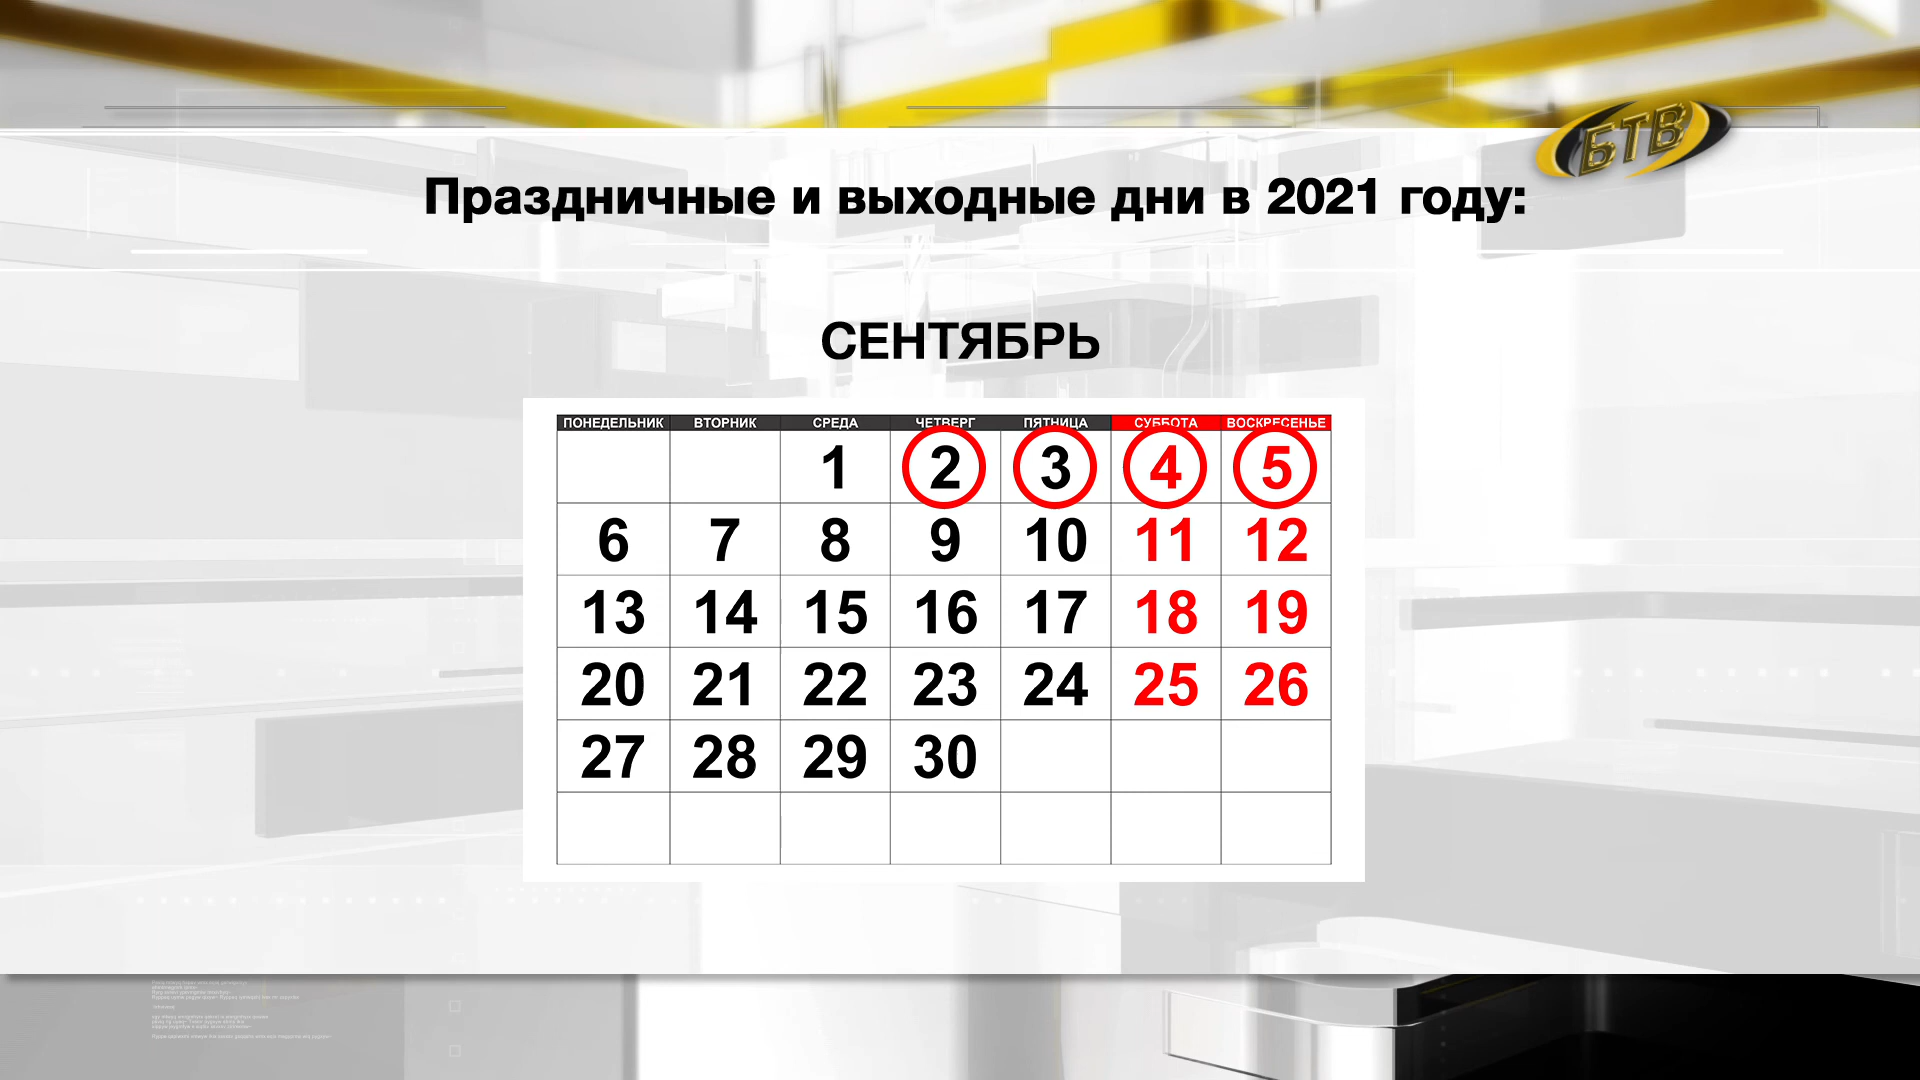 БТВ
Праздничные и выходные дни в 2021 году:
СЕНТЯБРЬ
ПОНЕДЕЛЬНИК ВТОРНИК СРЕДА ЧЕТВЕРГ ПЯТНИЦА СУББОТА ВОСКРЕСЕНЬЕ
1 2 3 4 5
6 7 8 9 10 11 12
13 14 15 16 17 18 19
20 21 22 23 24 25 26
27 28 29 30